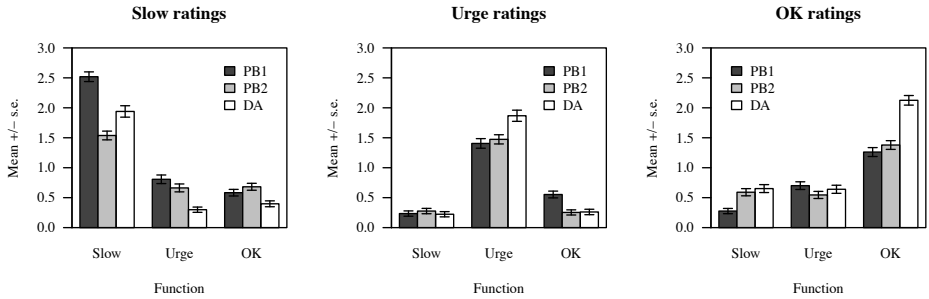 Slow ratings
Mean +/− s.e.
3.0
2.5
2.0
1.5
1.0
0.5
0.0
PB1
PB2
DA
Slow Urge OK
Function
Urge ratings
Mean +/− s.e.
3.0
2.5
2.0
1.5
1.0
0.5
0.0
PB1
PB2
DA
Slow Urge OK
Function
OK ratings
Mean +/− s.e.
3.0
2.5
2.0
1.5
1.0
0.5
0.0
PB1
PB2
DA
Slow Urge OK
Function